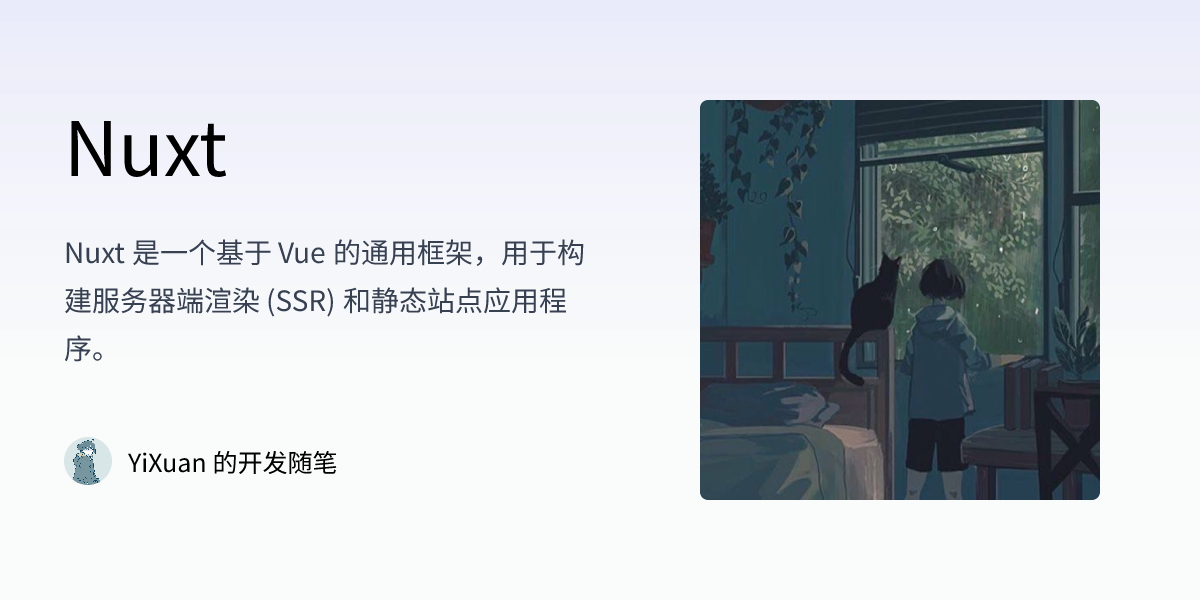 Nuxt
Nuxt 是一个基于 Vue 的通用框架，用于构
建服务器端渲染 (SSR) 和静态站点应用程
序。
YiXuan 的开发随笔